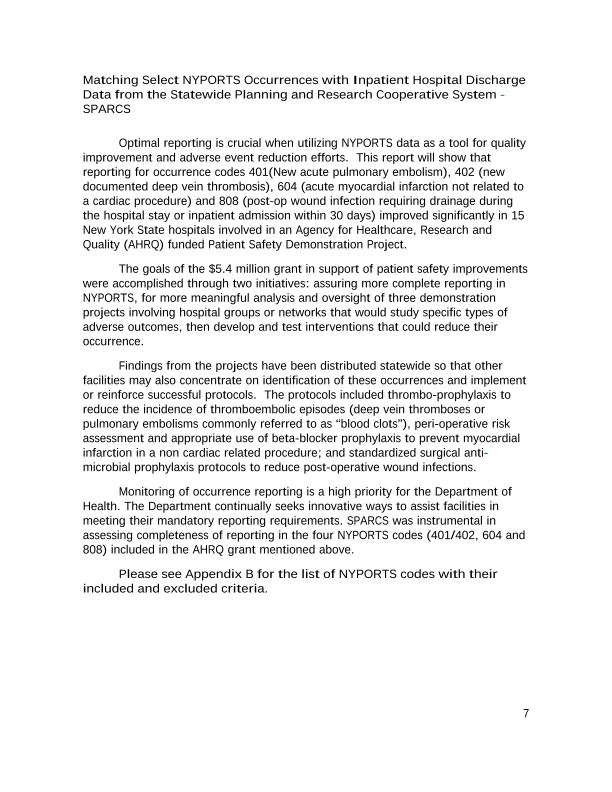 Matching Select NYPORTS Occurrences with Inpatient Hospital Discharge
Data from the Statewide Planning and Research Cooperative System -
SPARCS
Optimal reporting is crucial when utilizing NYPORTS data as a tool for quality
improvement and adverse event reduction efforts.  This report will show that
reporting for occurrence codes 401(New acute pulmonary embolism), 402 (new
documented deep vein thrombosis), 604 (acute myocardial infarction not related to
a cardiac procedure) and 808 (post-op wound infection requiring drainage during
the hospital stay or inpatient admission within 30 days) improved significantly in 15
New York State hospitals involved in an Agency for Healthcare, Research and
Quality (AHRQ) funded Patient Safety Demonstration Project.
The goals of the $5.4 million grant in support of patient safety improvements
were accomplished through two initiatives: assuring more complete reporting in
NYPORTS, for more meaningful analysis and oversight of three demonstration
projects involving hospital groups or networks that would study specific types of
adverse outcomes, then develop and test interventions that could reduce their
occurrence.
Findings from the projects have been distributed statewide so that other
facilities may also concentrate on identification of these occurrences and implement
or reinforce successful protocols.  The protocols included thrombo-prophylaxis to
reduce the incidence of thromboembolic episodes (deep vein thromboses or
pulmonary embolisms commonly referred to as “blood clots”), peri-operative risk
assessment and appropriate use of beta-blocker prophylaxis to prevent myocardial
infarction in a non cardiac related procedure; and standardized surgical anti-
microbial prophylaxis protocols to reduce post-operative wound infections.
Monitoring of occurrence reporting is a high priority for the Department of
Health. The Department continually seeks innovative ways to assist facilities in
meeting their mandatory reporting requirements. SPARCS was instrumental in
assessing completeness of reporting in the four NYPORTS codes (401/402, 604 and
808) included in the AHRQ grant mentioned above.
Please see Appendix B for the list of NYPORTS codes with their
included and excluded criteria.
7